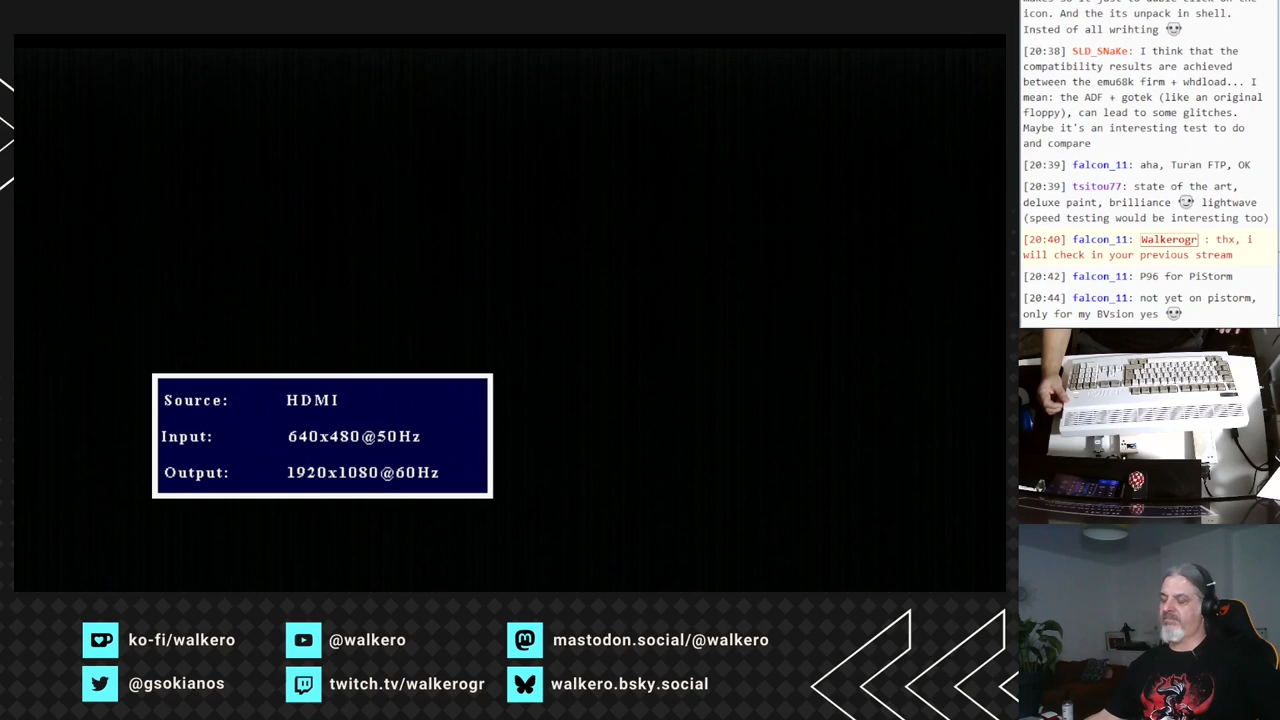 icon. And the its unpack in shell.
Insted of all wrihting
[20:38] SLD_SNaKe: I think that the
compatibility results are achieved
between the emu68k firm + whdload... I
mean: the ADF + gotek (like an original
floppy), can lead to some glitches.
Maybe it's an interesting test to do
and compare
[20:39] falcon_11: aha, Turan FTP, OK
[20:39] tsitou77: state of the art,
deluxe paint, brilliance lightwave
(speed testing would be interesting too)
[20:40] falcon_11: Walkerogr : thx, i
will check in your previous stream
[20:42] falcon_11: P96 for PiStorm
[20:44] falcon_11: not yet on pistorm,
only for my BVsion yes
Source: HDMI
Input: 640x480@50Hz
Output: 1920x1080@60Hz
ko-fi/walkero
@walkero
mastodon.social/@walkero
@gsokianos
twitch.tv/walkerogr
walkero.bsky.social